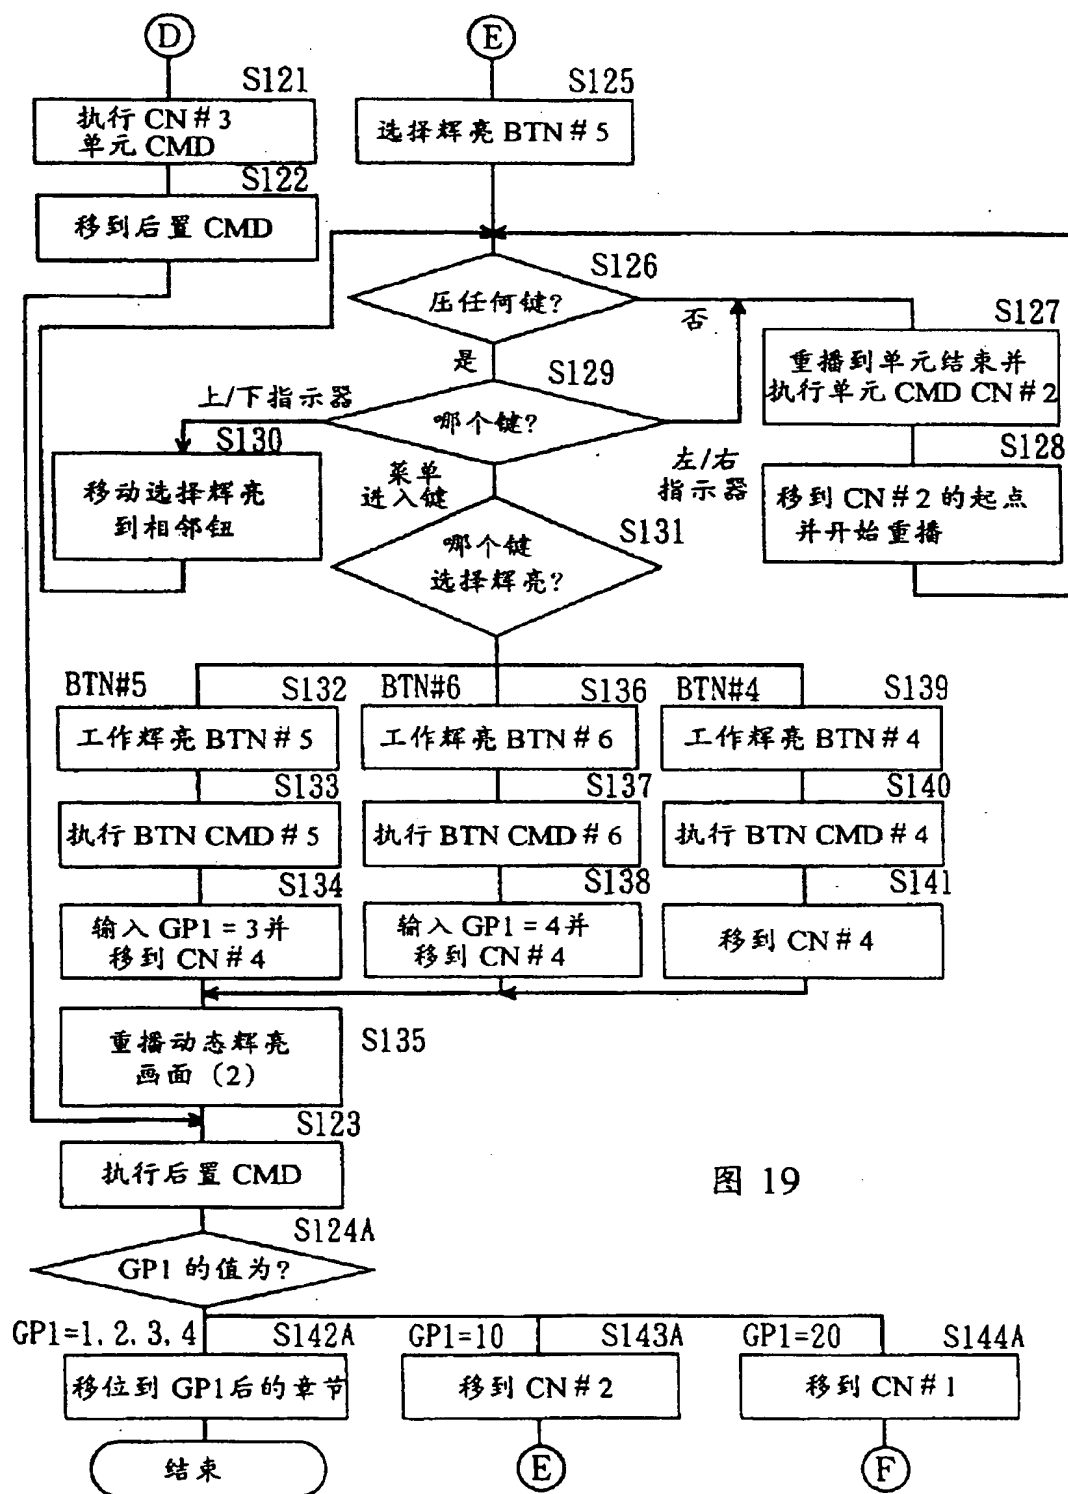 D
S121
执行 CN # 3
单元 CMD
S122
移到后置 CMD
E
S125
选择辉亮 BTN # 5
S126
压任何键?
否
是
S127
重播到单元结束并
执行单元 CMD CN # 2
S128
移到 CN # 2 的起点
并开始重播
S129
哪个键?
上/下指示器
S130
移动选择辉亮
到相邻钮
菜单
进入键
左/右
指示器
S131
哪个键
选择辉亮?
BTN#5
S132
工作辉亮 BTN # 5
S133
执行 BTN CMD # 5
S134
输入 GP1 = 3并
移到 CN # 4
BTN#6
S136
工作辉亮 BTN # 6
S137
执行 BTN CMD # 6
S138
输入 GP1 = 4并
移到 CN # 4
BTN#4
S139
工作辉亮 BTN # 4
S140
执行 BTN CMD # 4
S141
移到 CN # 4
重播动态辉亮
画面 (2)
S135
S123
执行后置 CMD
图 19
S124A
GP1 的值为?
GP1=1, 2, 3, 4
S142A
移位到 GP1后的章节
结束
GP1=10
S143A
移到 CN # 2
E
GP1=20
S144A
移到 CN # 1
F